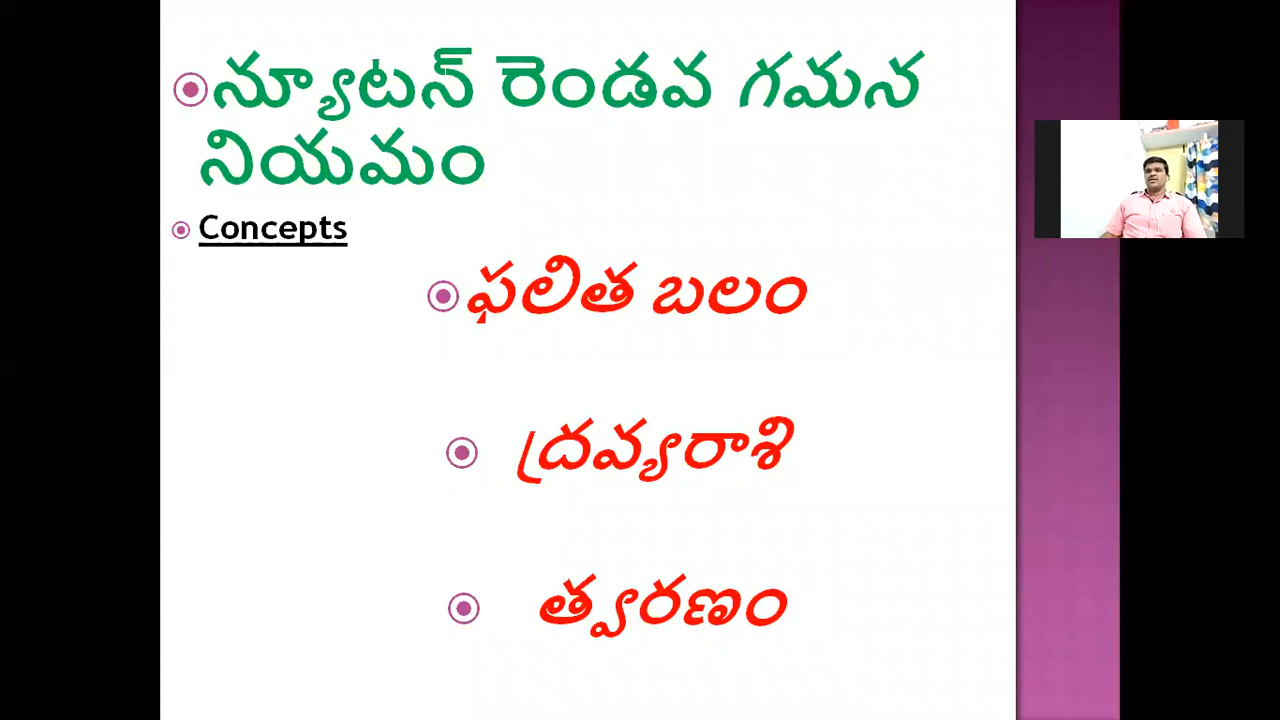 న్యూటన్ రెండవ గమన
నియమం
Concepts
ఫలిత బలం
ద్రవ్యరాశి
త్వరణం